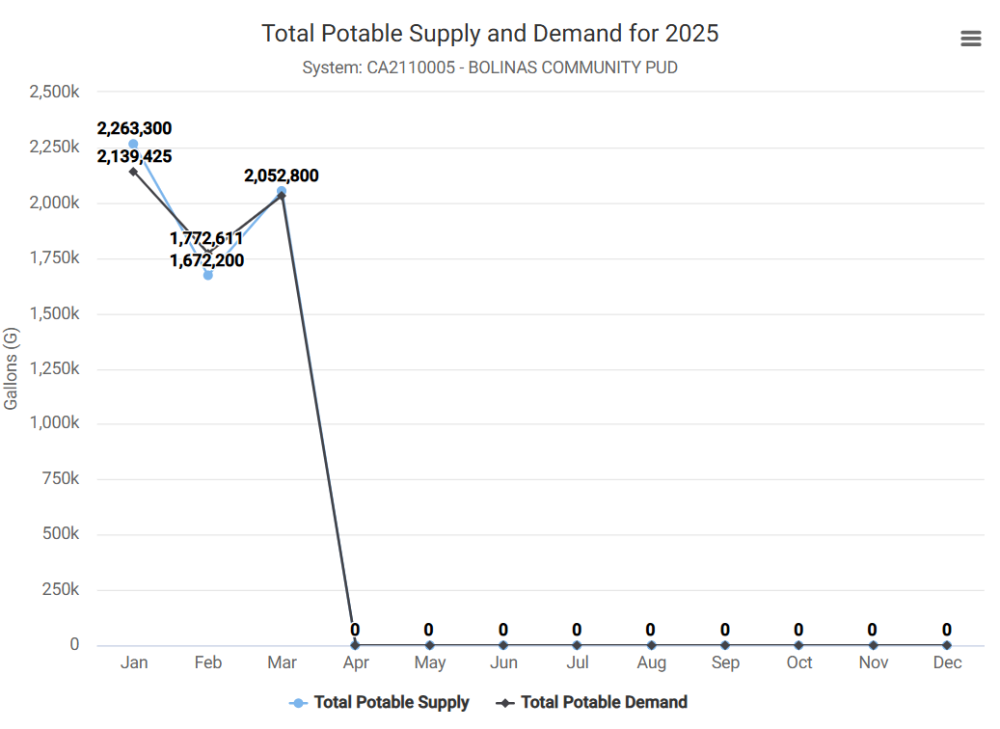 Total Potable Supply and Demand for 2025
System: CA2110005 - BOLINAS COMMUNITY PUD
Gallons (G)
2,500k
2,250k
2,000k
1,750k
1,500k
1,250k
1,000k
750k
500k
250k
0
2,263,300
2,139,425
1,772,611
1,672,200
2,052,800
0 0 0 0 0 0 0 0 0
Jan Feb Mar Apr May Jun Jul Aug Sep Oct Nov Dec
Total Potable Supply Total Potable Demand